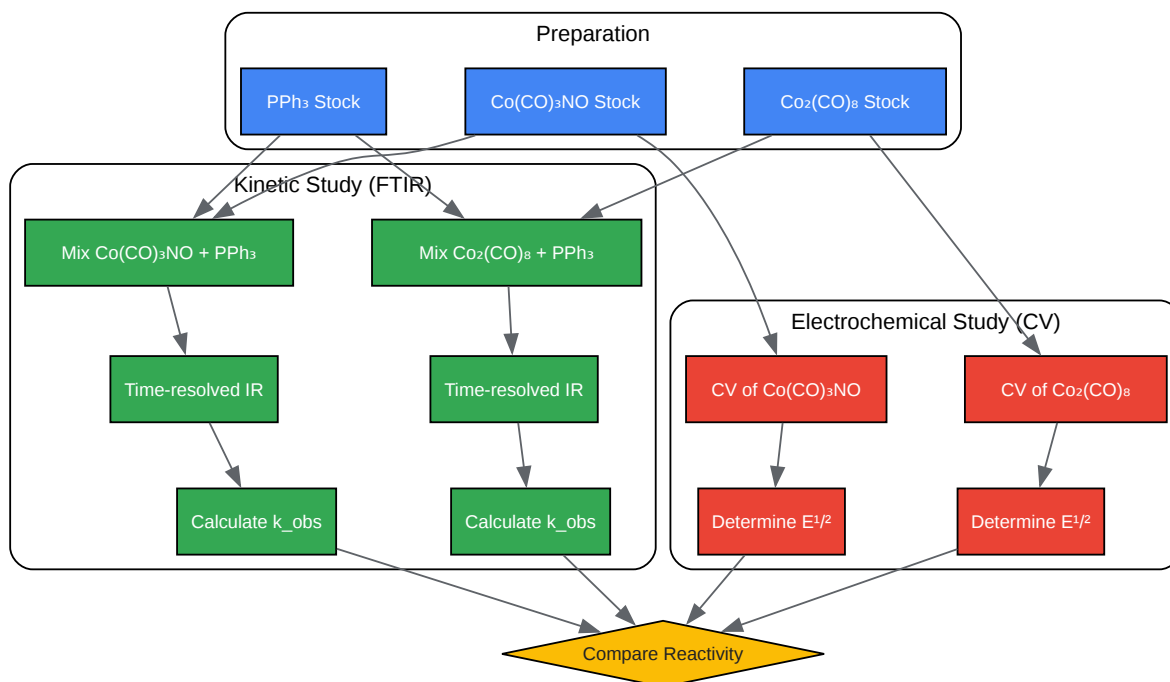 Preparation
PPh₃ Stock
Co(CO)₃NO Stock
Co₂(CO)₈ Stock
Kinetic Study (FTIR)
Mix Co(CO)₃NO + PPh₃
Mix Co₂(CO)₈ + PPh₃
Electrochemical Study (CV)
Time-resolved IR
Time-resolved IR
CV of Co(CO)₃NO
CV of Co₂(CO)₈
Calculate k_obs
Calculate k_obs
Determine E¹/²
Determine E¹/²
Compare Reactivity